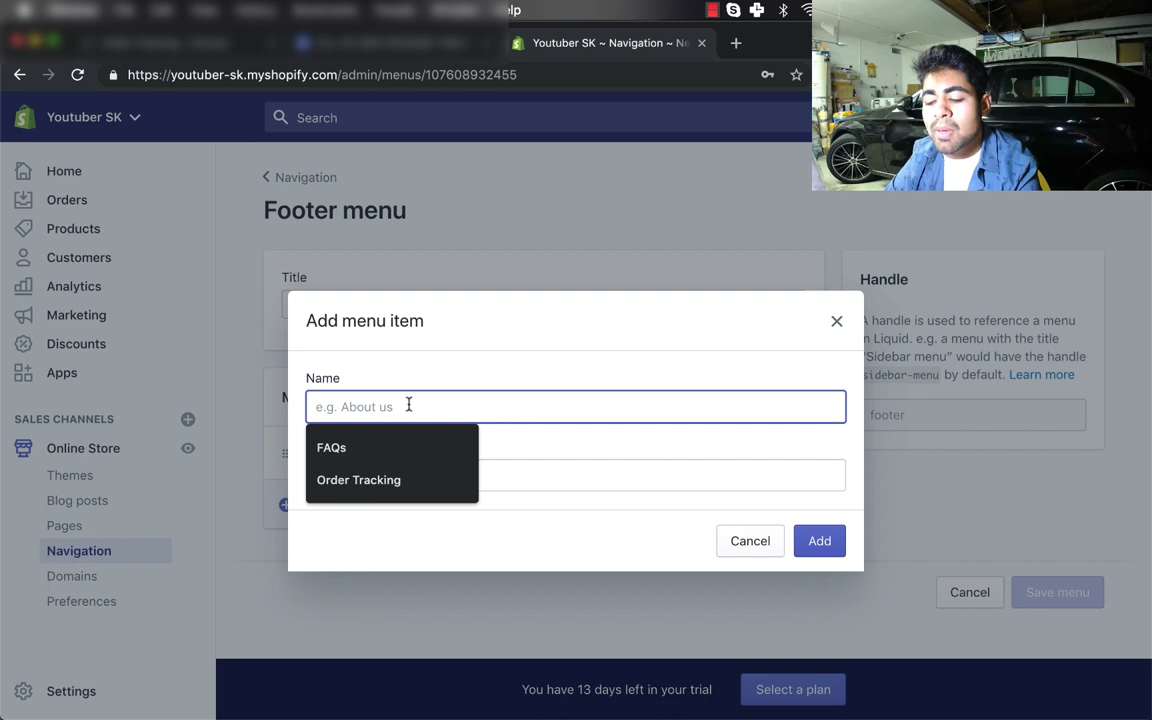 elp
Youtuber SK ~ Navigation ~ Ne
https://youtuber-sk.myshopify.com/admin/menus/107608932455
Youtuber SK
Search
Home
Orders
Products
Customers
Analytics
Marketing
Discounts
Apps
SALES CHANNELS
Online Store
Themes
Blog posts
Pages
Navigation
Domains
Preferences
Settings
Navigation
Footer menu
Title
Handle
A handle is used to reference a menu
n Liquid. e.g. a menu with the title
"Sidebar menu" would have the handle
sidebar-menu by default. Learn more
footer
Add menu item
Name
e.g. About us
FAQs
Order Tracking
Cancel
Add
Cancel
Save menu
You have 13 days left in your trial
Select a plan